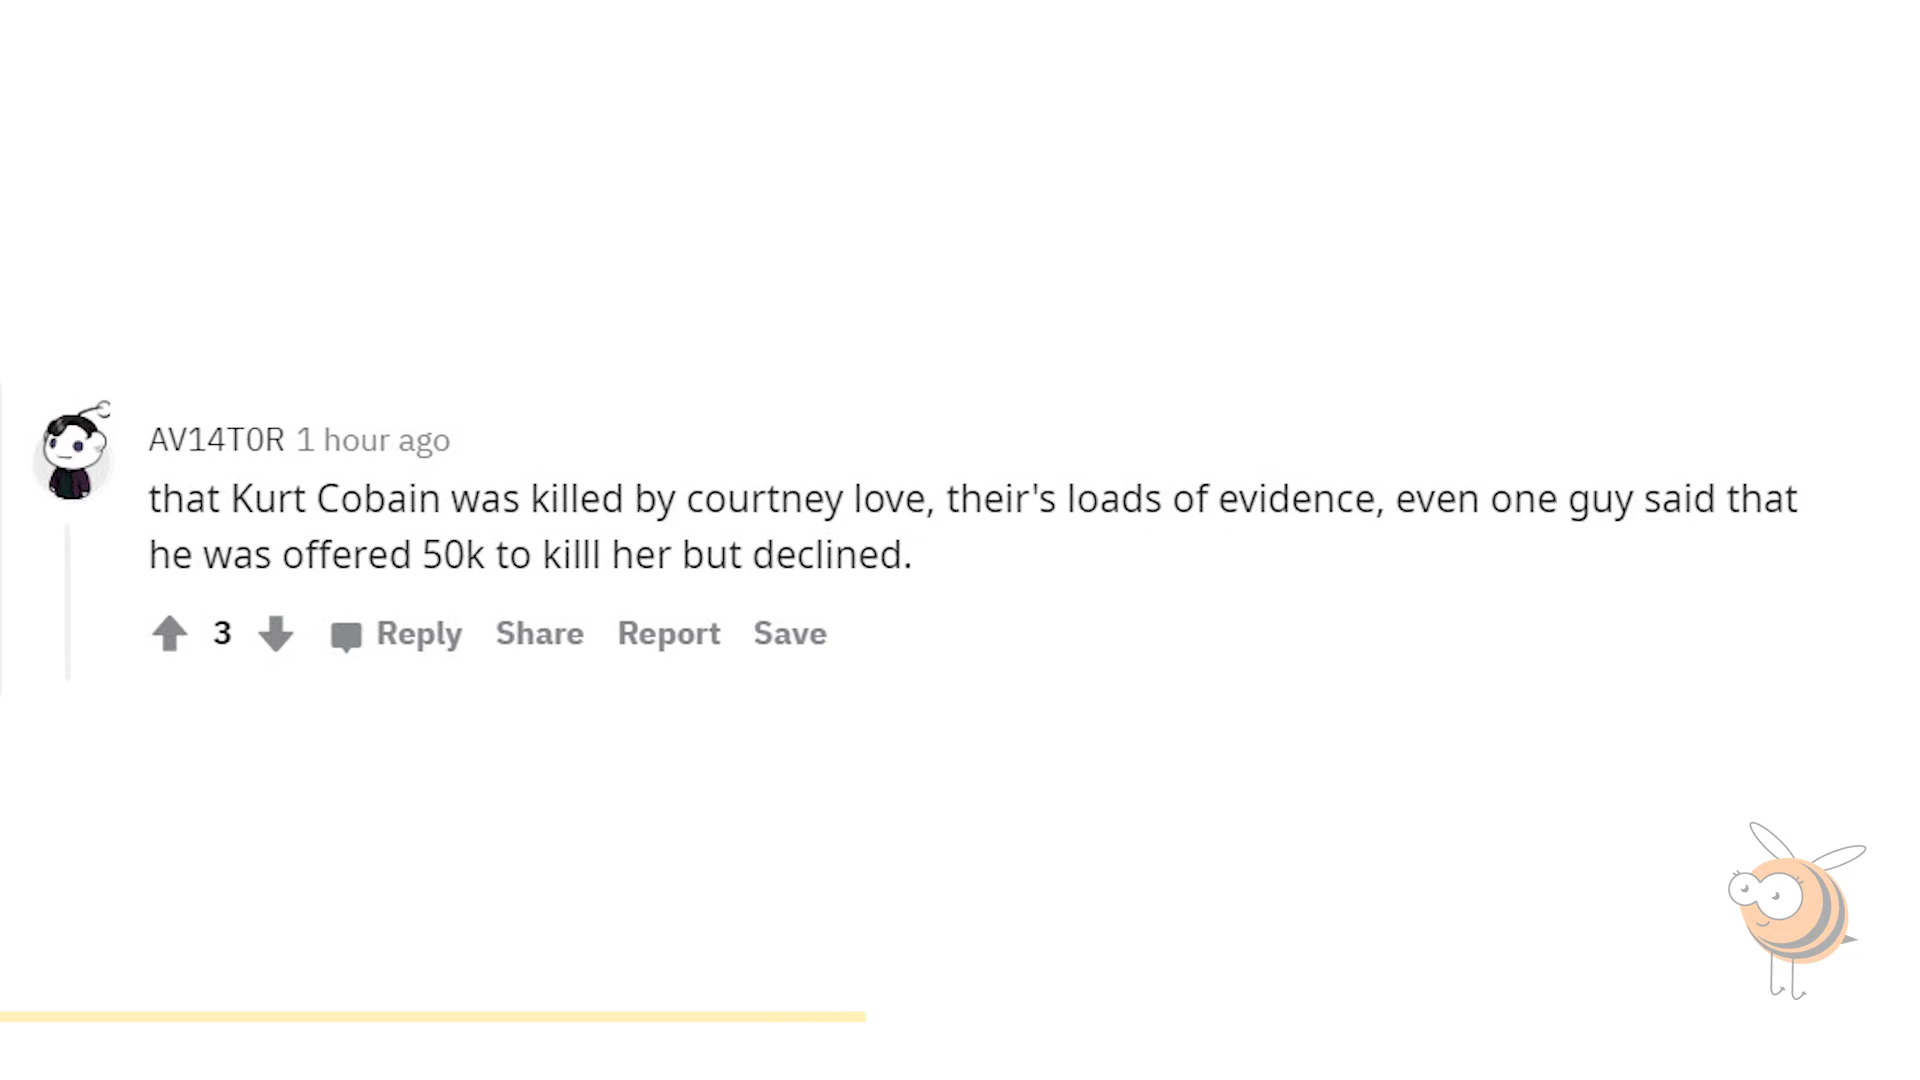 AV14T0R 1 hour ago
that Kurt Cobain was killed by courtney love, their's loads of evidence, even one guy said that
he was offered 50k to killl her but declined.
3 Reply Share Report Save